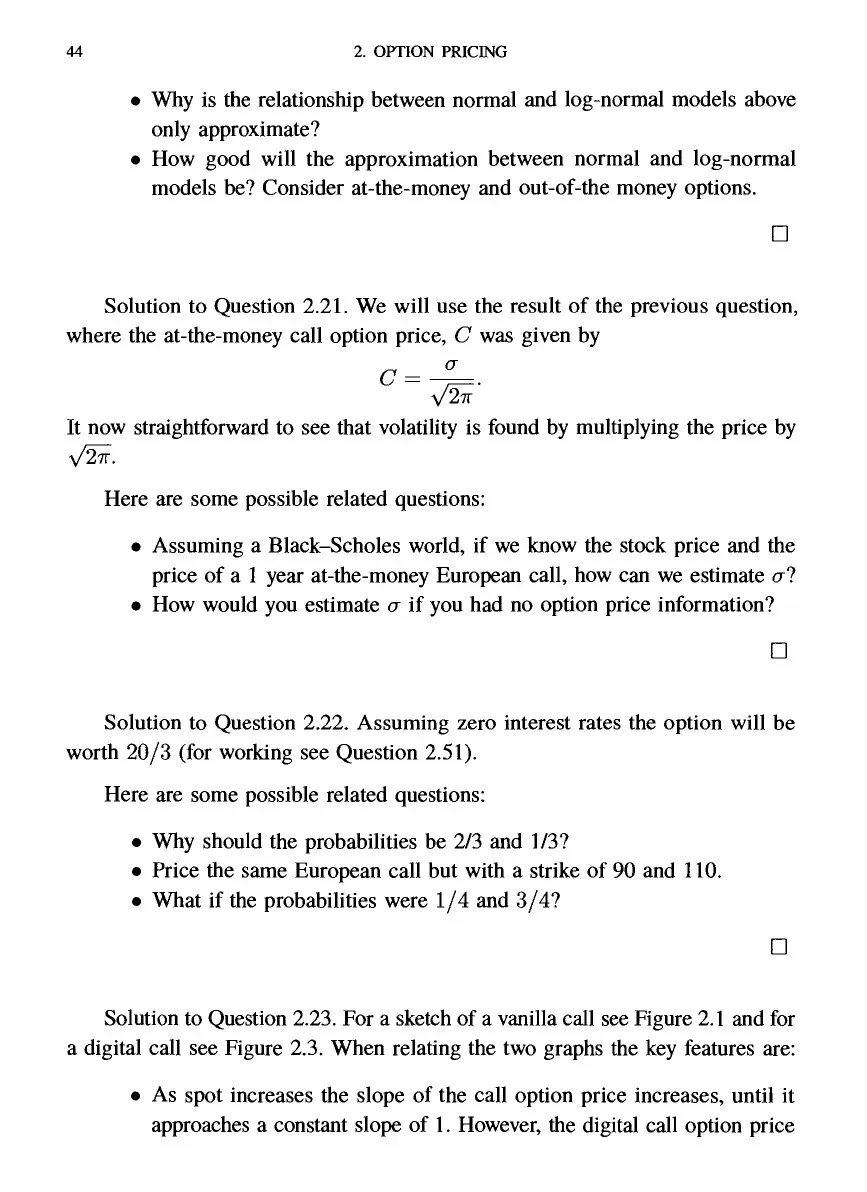 44 2. OPTION PRICING
• Why is the relationship between normal and log-normal models above
only approximate?
• How good will the approximation between normal and log-normal
models be? Consider at-the-money and out-of-the money options.
□
Solution to Question 2.21. We will use the result of the previous question,
where the at-the-money call option price, C was given by
C = σ/√2π.
It now straightforward to see that volatility is found by multiplying the price by
√2π.
Here are some possible related questions:
• Assuming a Black–Scholes world, if we know the stock price and the
price of a 1 year at-the-money European call, how can we estimate σ?
• How would you estimate σ if you had no option price information?
□
Solution to Question 2.22. Assuming zero interest rates the option will be
worth 20/3 (for working see Question 2.51).
Here are some possible related questions:
• Why should the probabilities be 2/3 and 1/3?
• Price the same European call but with a strike of 90 and 110.
• What if the probabilities were 1/4 and 3/4?
□
Solution to Question 2.23. For a sketch of a vanilla call see Figure 2.1 and for
a digital call see Figure 2.3. When relating the two graphs the key features are:
• As spot increases the slope of the call option price increases, until it
approaches a constant slope of 1. However, the digital call option price